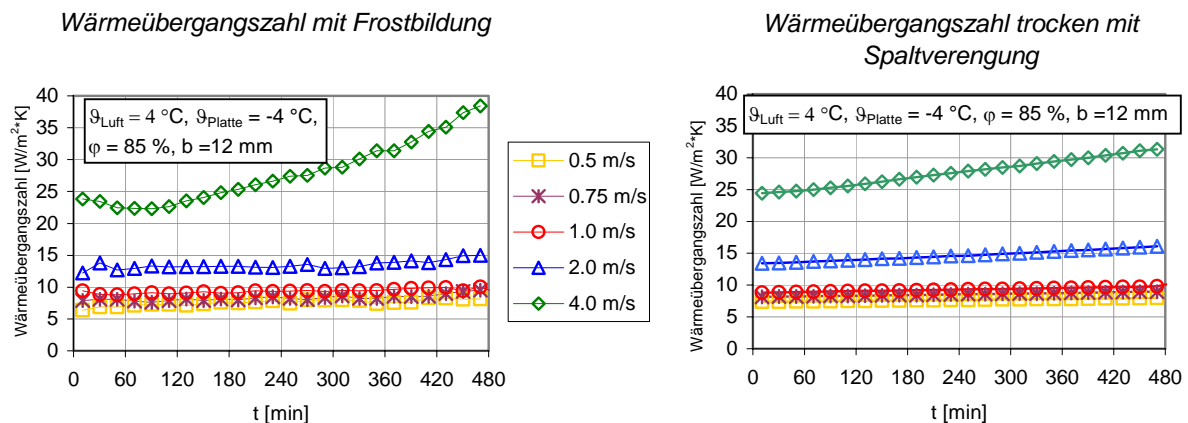 Wärmeübergangszahl mit Frostbildung
Wärmeübergangszahl [W/m²*K]
40
35
30
25
20
15
10
5
0
ϑLuft = 4 °C, ϑPlatte = -4 °C,
φ = 85 %, b =12 mm
0 60 120 180 240 300 360 420 480
t [min]
0.5 m/s
0.75 m/s
1.0 m/s
2.0 m/s
4.0 m/s
Wärmeübergangszahl trocken mit
Spaltverengung
Wärmeübergangszahl [W/m²*K]
40
35
30
25
20
15
10
5
0
ϑLuft = 4 °C, ϑPlatte = -4 °C, φ = 85 %, b =12 mm
0 60 120 180 240 300 360 420 480
t [min]